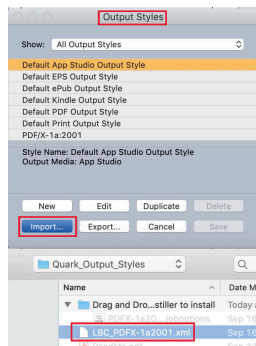 Output Styles
Show: All Output Styles
Default App Studio Output Style
Default EPS Output Style
Default ePub Output Style
Default Kindle Output Style
Default PDF Output Style
Default Print Output Style
PDF/X-1a:2001
Style Name: Default App Studio Output Style
Output Media: App Studio
New Edit Duplicate Delete
Import... Export... Cancel Save
Quark_Output_Styles
Name Date M
Drag and Dro...stiller to install Today a
PDFX-1a20...joboptions Sep 16
LBC_PDFX-1a2001.xml Sep 16